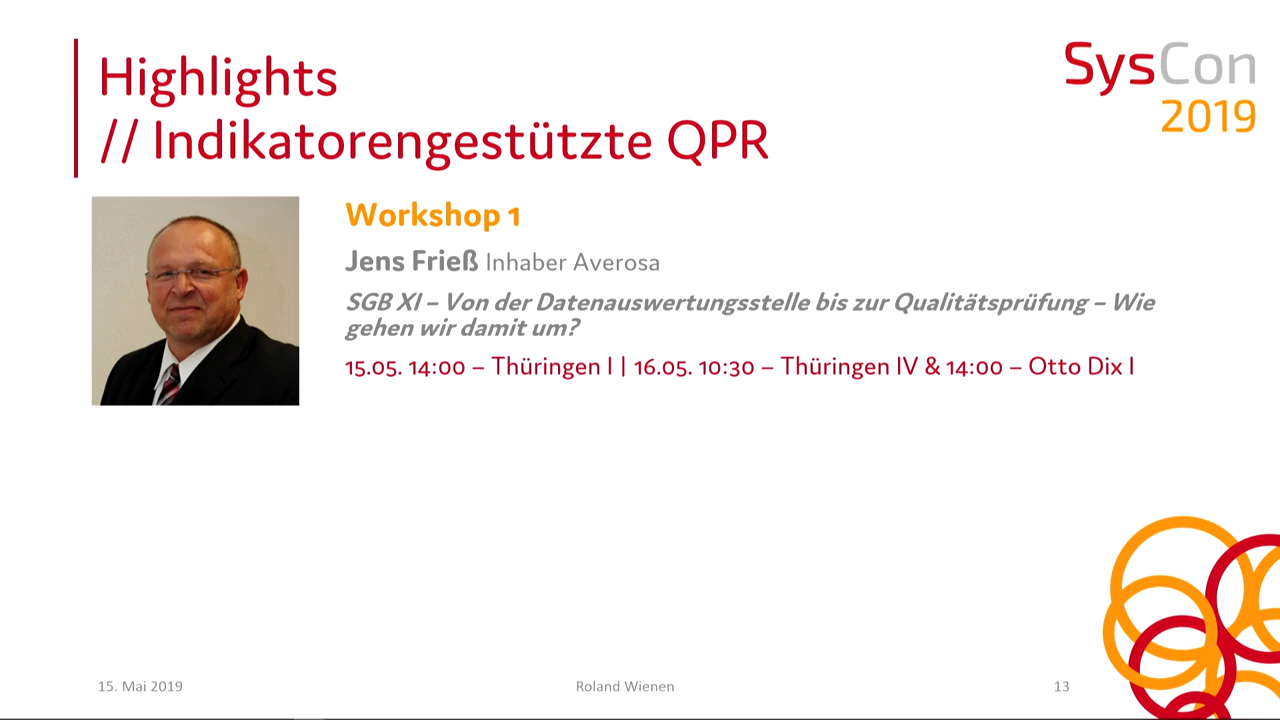 Highlights
// Indikatorengestützte QPR
SysCon
2019
Workshop 1
Jens Frieß Inhaber Averosa
SGB XI – Von der Datenauswertungsstelle bis zur Qualitätsprüfung – Wie
gehen wir damit um?
15.05. 14:00 – Thüringen I | 16.05. 10:30 – Thüringen IV & 14:00 – Otto Dix I
15. Mai 2019
Roland Wienen
13